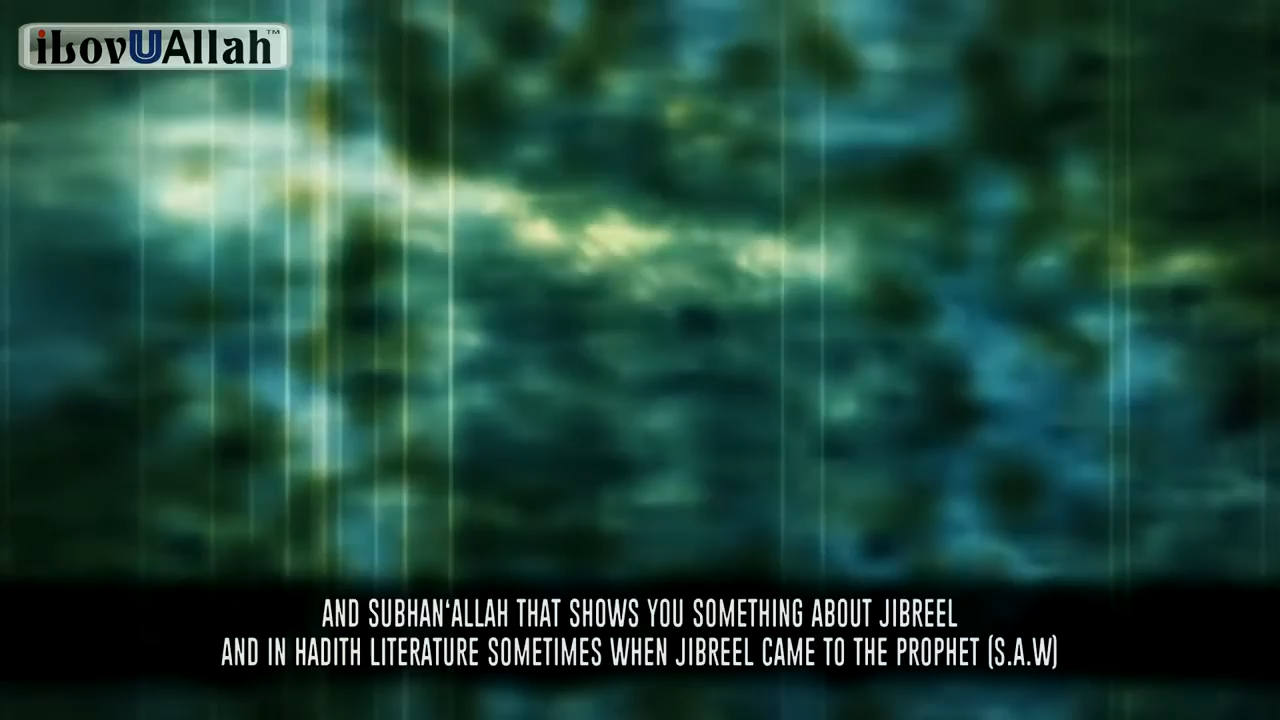 iLovUAllah™
AND SUBHAN‘ALLAH THAT SHOWS YOU SOMETHING ABOUT JIBREEL
AND IN HADITH LITERATURE SOMETIMES WHEN JIBREEL CAME TO THE PROPHET (S.A.W)